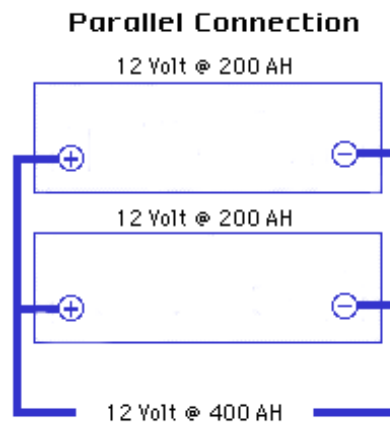 Parallel Connection
12 Volt @ 200 AH
+ −
12 Volt @ 200 AH
+ −
12 Volt @ 400 AH